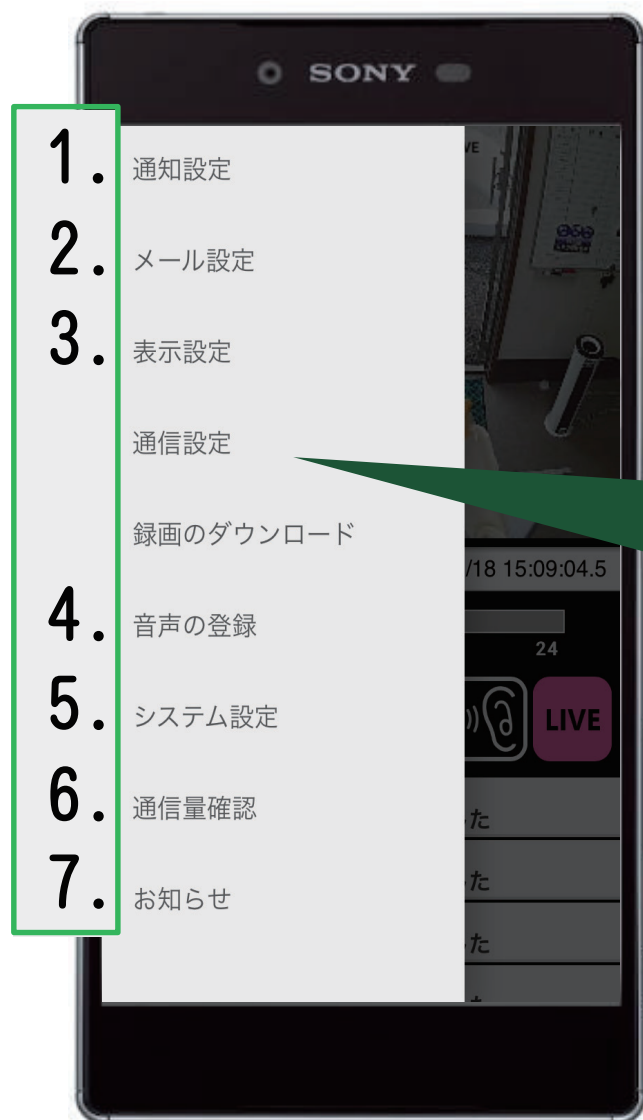 SONY
1. 通知設定
2. メール設定
3. 表示設定
通信設定
録画のダウンロード
4. 音声の登録
5. システム設定
6. 通信量確認
7. お知らせ
VE
/18 15:09:04.5
24
LIVE
た
た
た